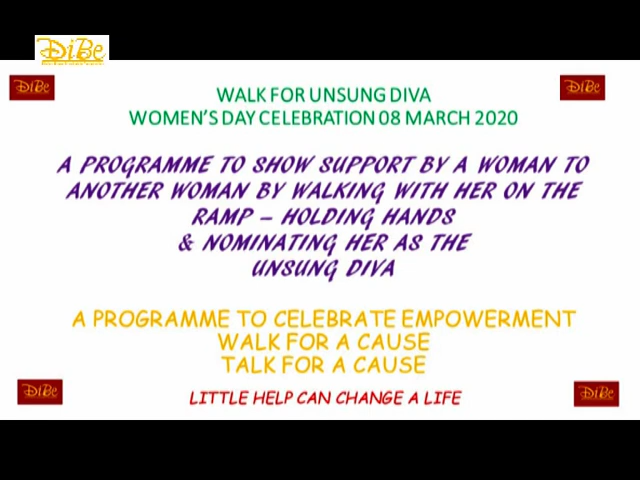 DiBe
DiBe
DiBe
WALK FOR UNSUNG DIVA
WOMEN'S DAY CELEBRATION 08 MARCH 2020
A PROGRAMME TO SHOW SUPPORT BY A WOMAN TO
ANOTHER WOMAN BY WALKING WITH HER ON THE
RAMP – HOLDING HANDS
& NOMINATING HER AS THE
UNSUNG DIVA
A PROGRAMME TO CELEBRATE EMPOWERMENT
WALK FOR A CAUSE
TALK FOR A CAUSE
DiBe
DiBe
LITTLE HELP CAN CHANGE A LIFE